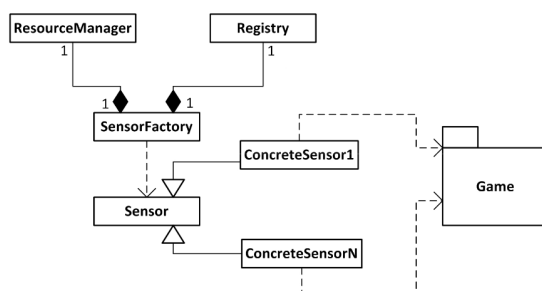 ResourceManager
Registry
1
1
1
1
SensorFactory
ConcreteSensor1
Game
Sensor
ConcreteSensorN